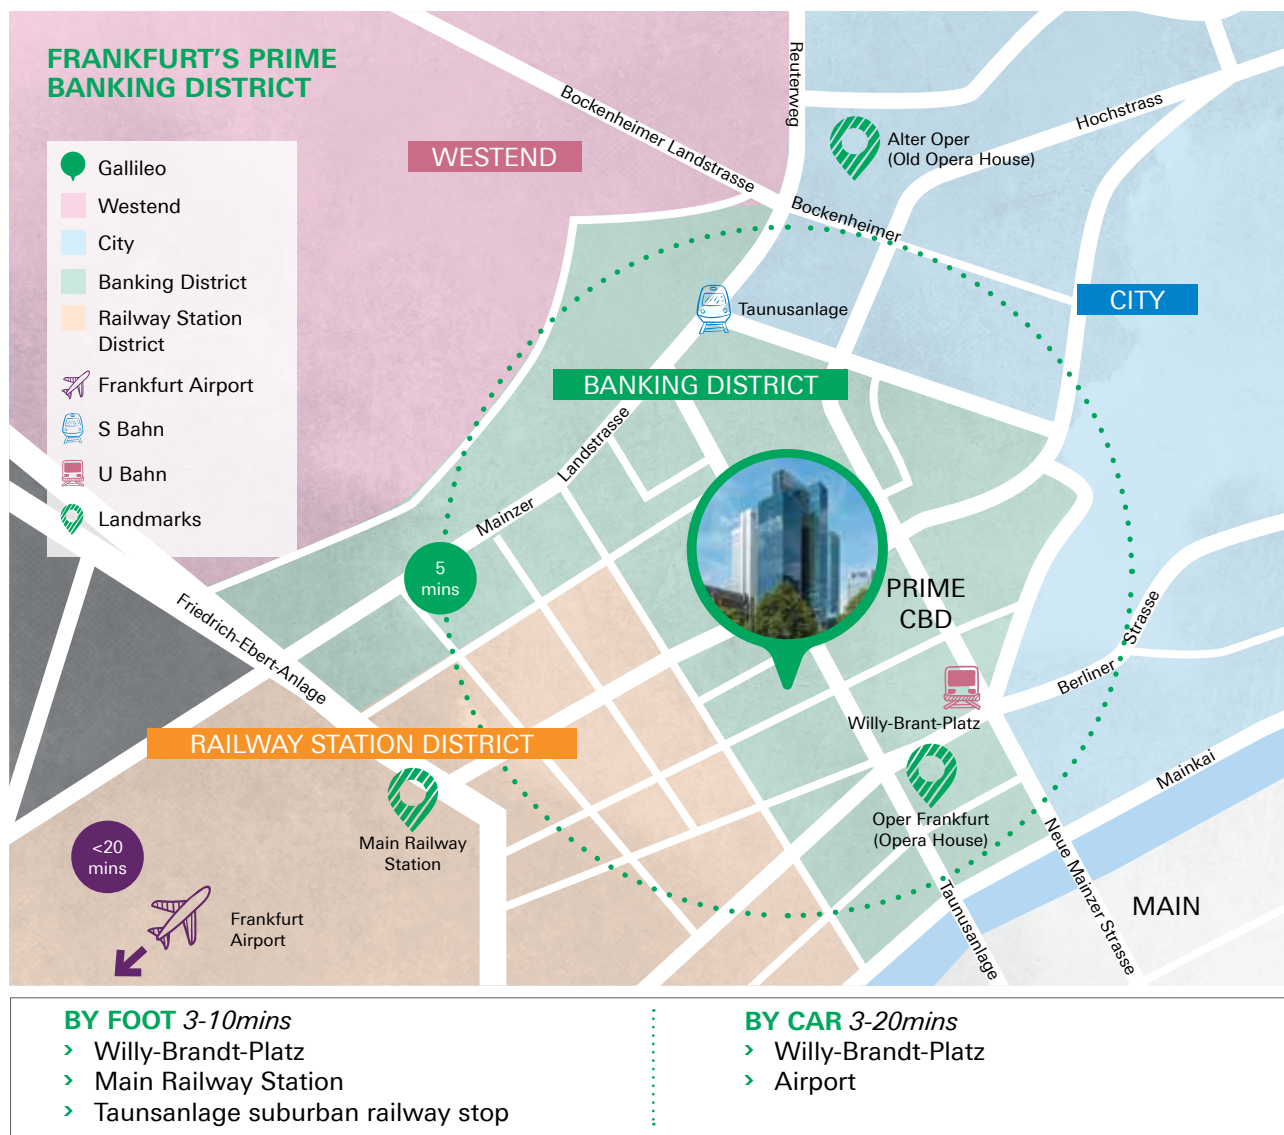 FRANKFURT'S PRIME
BANKING DISTRICT
Gallileo
Westend
City
Banking District
Railway Station
District
Frankfurt Airport
S Bahn
U Bahn
Landmarks
WESTEND
Bockenheimer Landstrasse
Reuterweg
Hochstrass
Alter Oper
(Old Opera House)
Bockenheimer
CITY
Taunusanlage
BANKING DISTRICT
Mainzer
Landstrasse
5
mins
PRIME
CBD
Friedrich-Ebert-Anlage
Berliner
Strasse
Willy-Brant-Platz
RAILWAY STATION DISTRICT
Mainkai
Main Railway
Station
Oper Frankfurt
(Opera House)
<20
mins
Frankfurt
Airport
Taunusanlage
Neue Mainzer Strasse
MAIN
BY FOOT 3-10mins
› Willy-Brandt-Platz
› Main Railway Station
› Taunsanlage suburban railway stop
BY CAR 3-20mins
› Willy-Brandt-Platz
› Airport